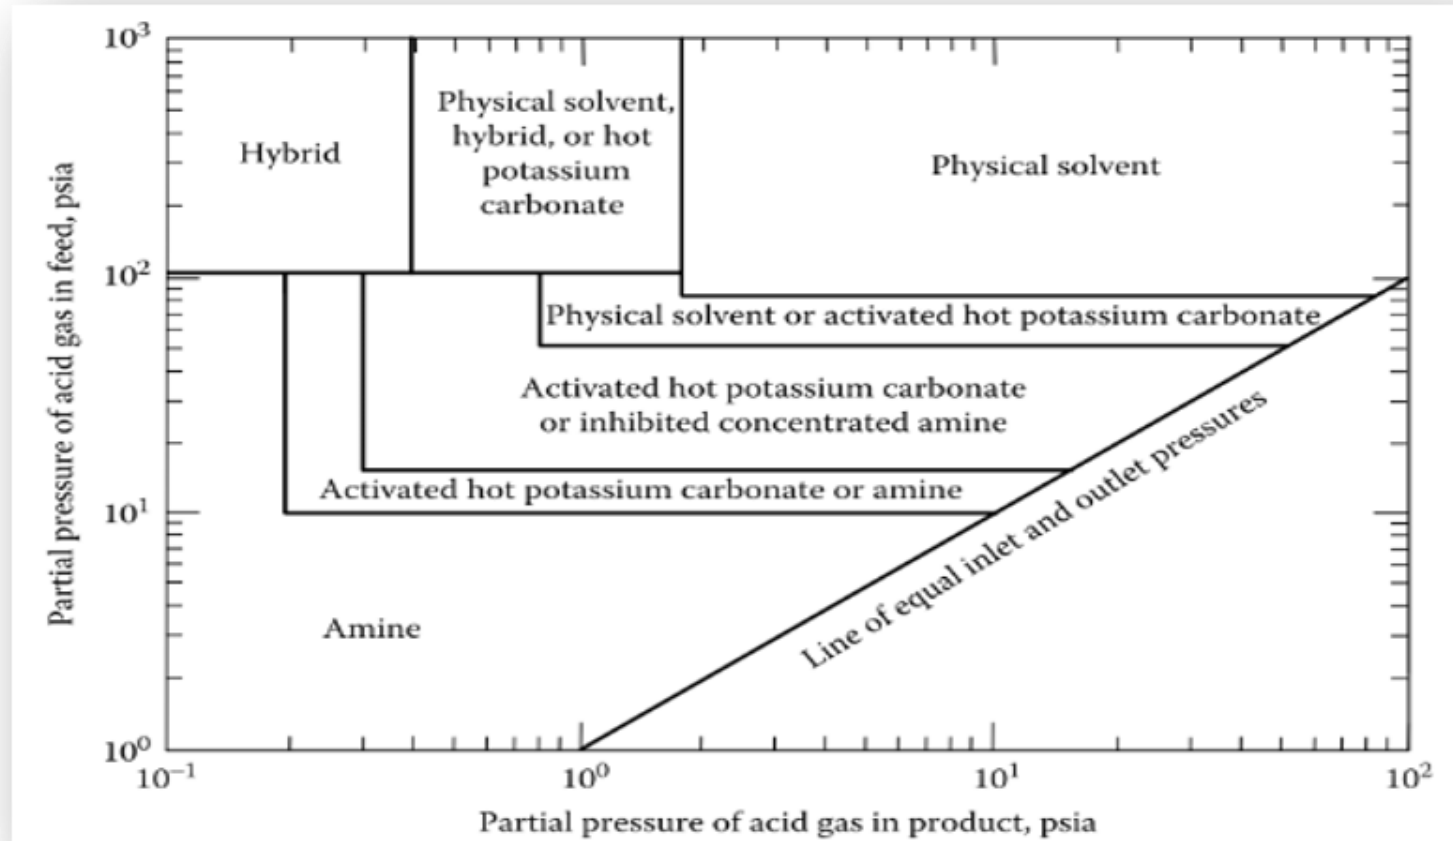 10³
Hybrid
Physical solvent,
hybrid, or hot
potassium
carbonate
Physical solvent
10²
Physical solvent or activated hot potassium carbonate
Activated hot potassium carbonate
or inhibited concentrated amine
Activated hot potassium carbonate or amine
10¹
Line of equal inlet and outlet pressures
Amine
10⁰
Partial pressure of acid gas in feed, psia
10⁻¹
10⁰
10¹
10²
Partial pressure of acid gas in product, psia